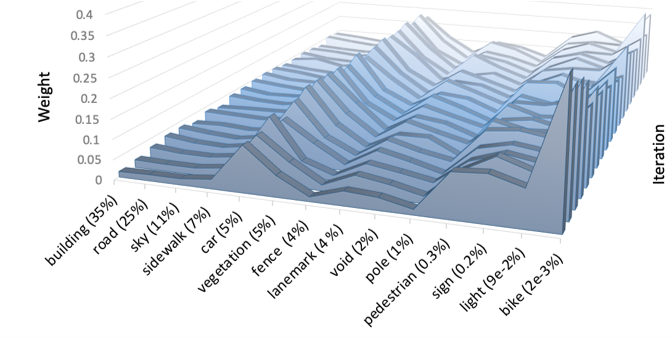 0.4
0.35
0.3
0.25
0.2
0.15
0.1
0.05
0
Weight
building (35%)
road (25%)
sky (11%)
sidewalk (7%)
car (5%)
vegetation (5%)
fence (4%)
lanemark (4 %)
void (2%)
pole (1%)
pedestrian (0.3%)
sign (0.2%)
light (9e-2%)
bike (2e-3%)
Iteration